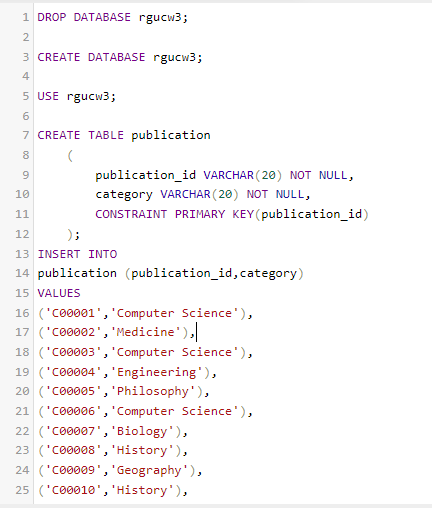 1 DROP DATABASE rgucw3;
2
3 CREATE DATABASE rgucw3;
4
5 USE rgucw3;
6
7 CREATE TABLE publication
8 (
9 publication_id VARCHAR(20) NOT NULL,
10 category VARCHAR(20) NOT NULL,
11 CONSTRAINT PRIMARY KEY(publication_id)
12 );
13 INSERT INTO
14 publication (publication_id,category)
15 VALUES
16 ('C00001','Computer Science'),
17 ('C00002','Medicine'),
18 ('C00003','Computer Science'),
19 ('C00004','Engineering'),
20 ('C00005','Philosophy'),
21 ('C00006','Computer Science'),
22 ('C00007','Biology'),
23 ('C00008','History'),
24 ('C00009','Geography'),
25 ('C00010','History'),